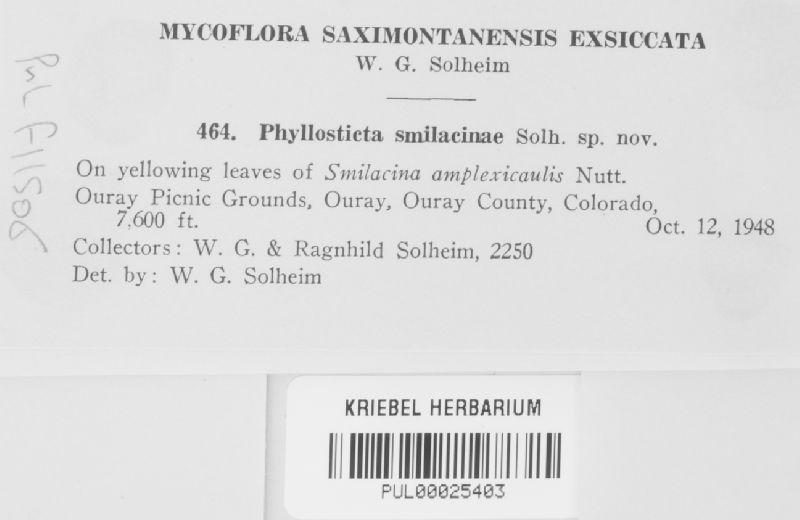 MYCOFLORA SAXIMONTANENSIS EXSICCATA
W. G. Solheim
464. Phyllosticta smilacinae Solh. sp. nov.
On yellowing leaves of Smilacina amplexicaulis Nutt.
Ouray Picnic Grounds, Ouray, Ouray County, Colorado,
7,600 ft. Oct. 12, 1948
Collectors: W. G. & Ragnhild Solheim, 2250
Det. by: W. G. Solheim
PUL F11506
KRIEBEL HERBARIUM
PUL00025403